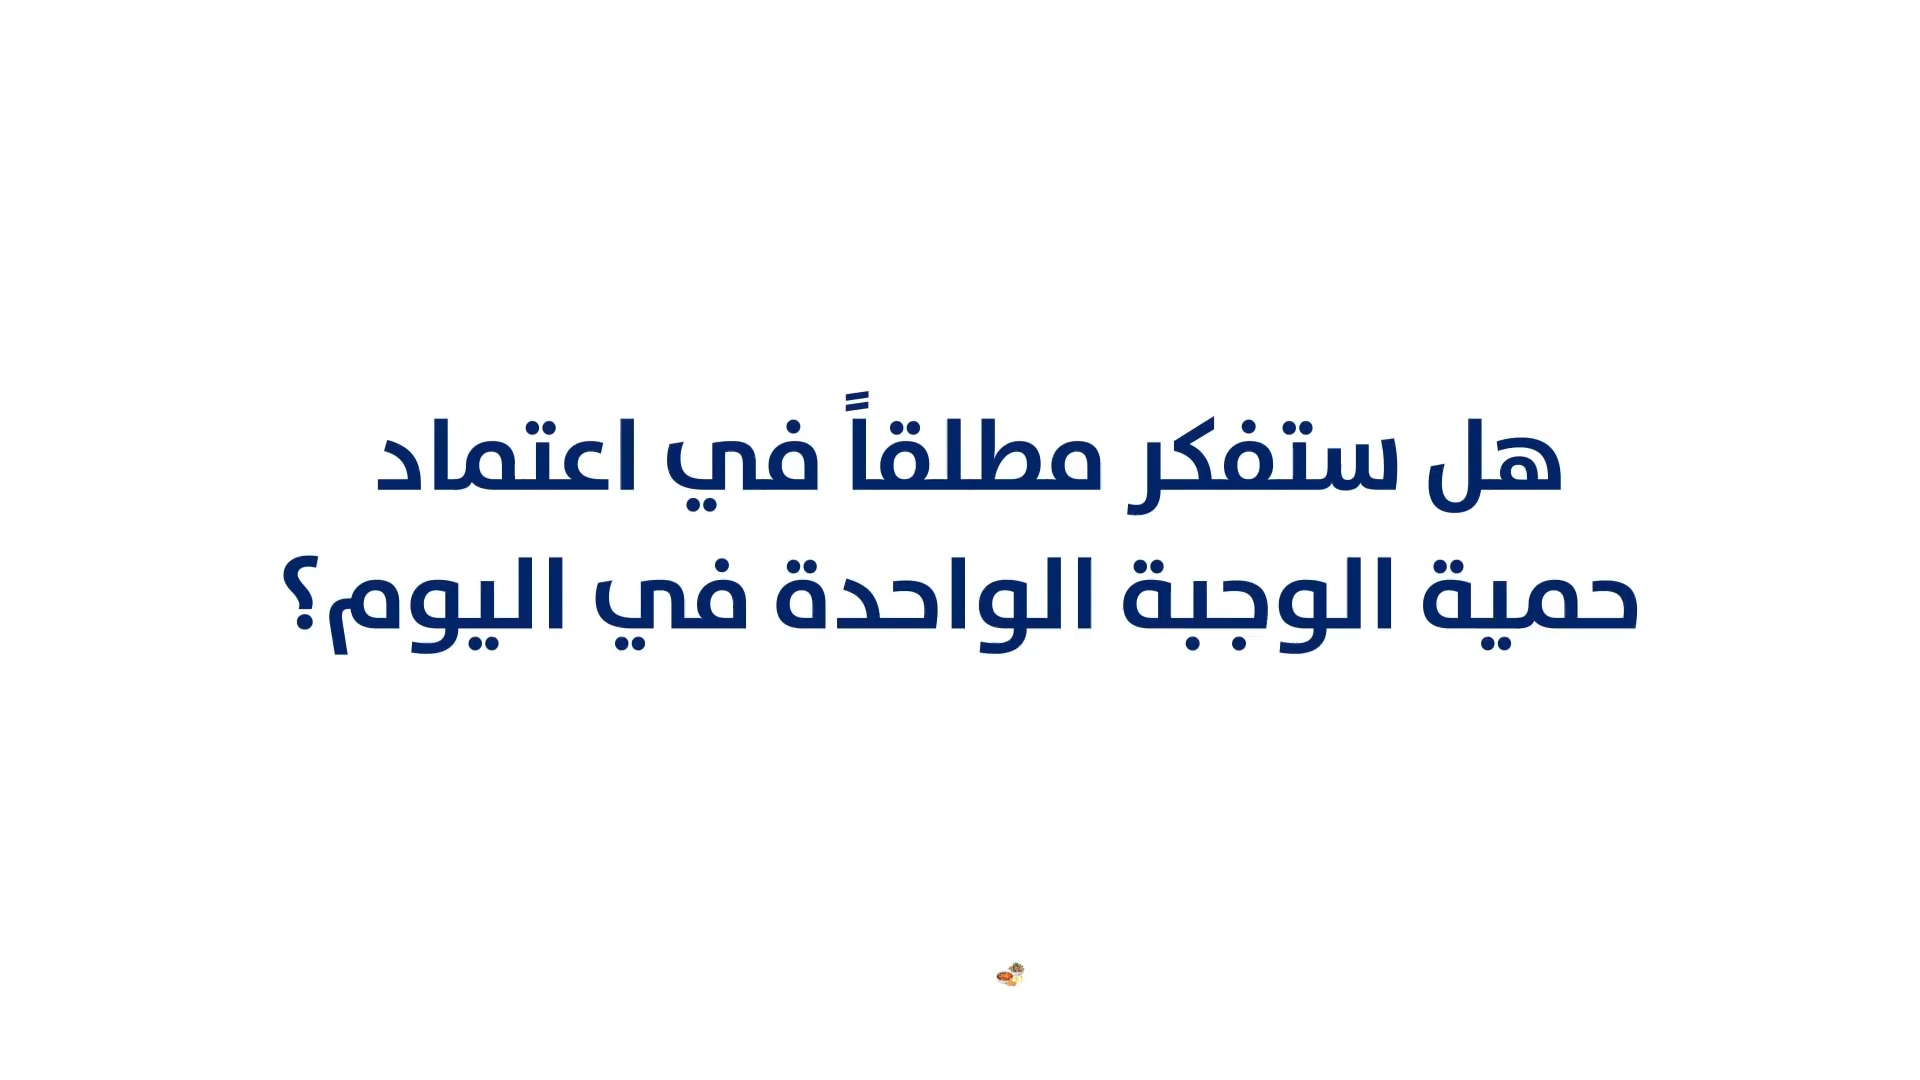 هل ستفكر مطلقاً في اعتماد
حمية الوجبة الواحدة في اليوم؟